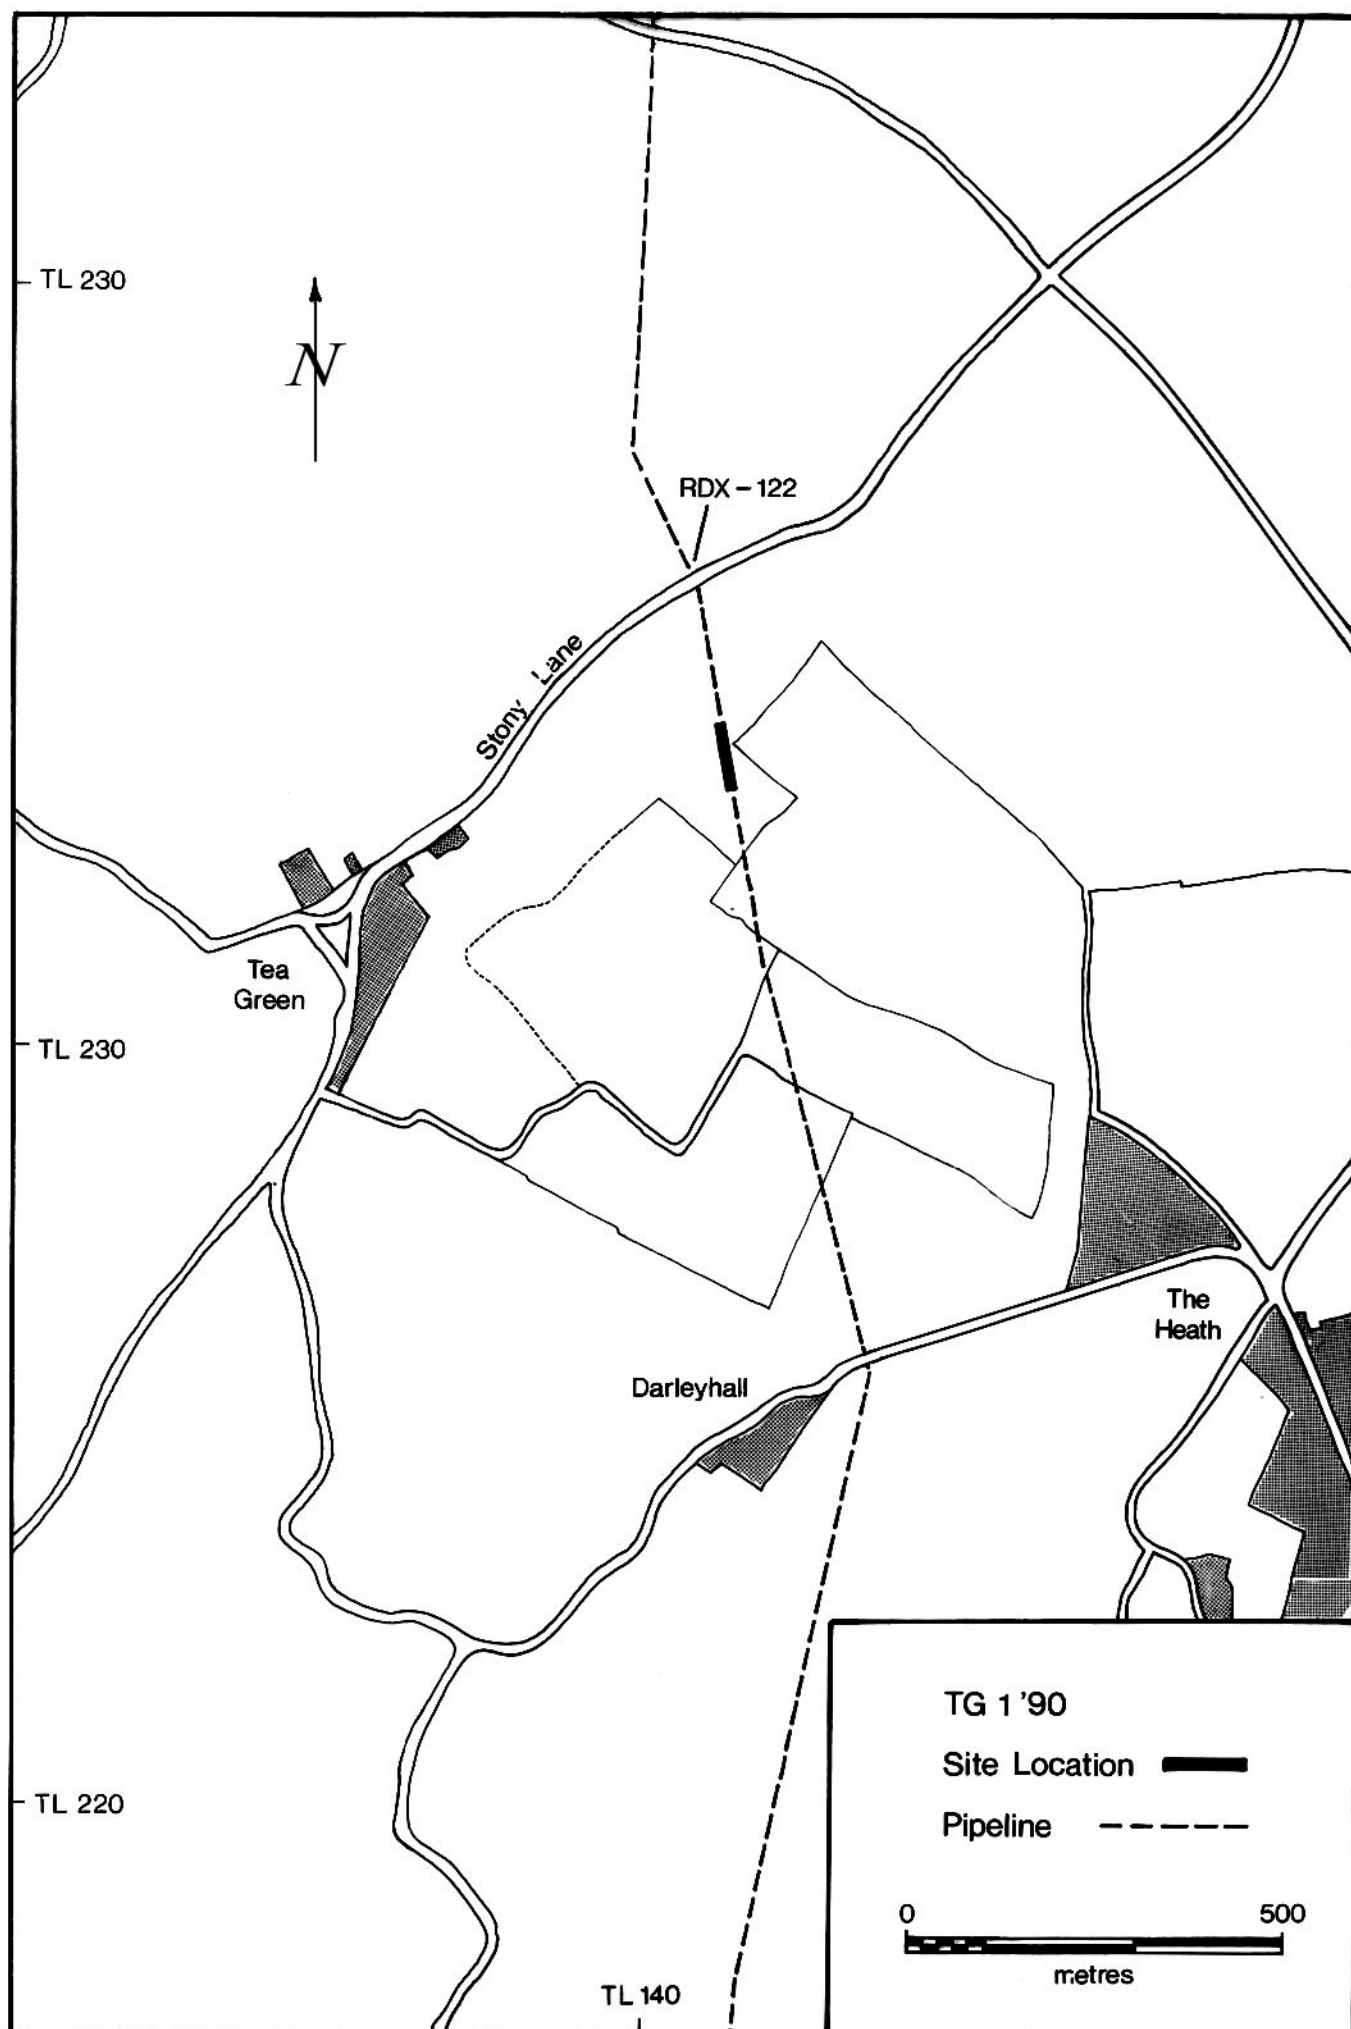 TL 230
N
RDX – 122
Stony Lane
Tea
Green
TL 230
The
Heath
Darleyhall
TG 1 '90
Site Location
TL 220
Pipeline
0 500
metres
TL 140